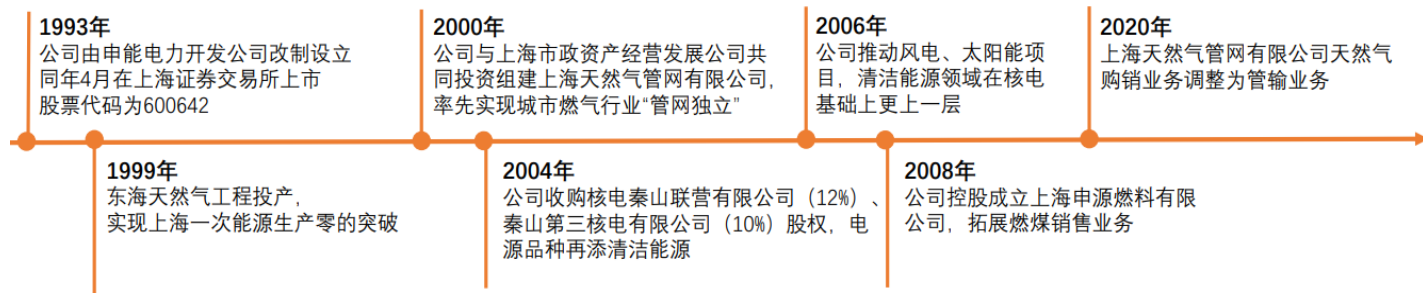 1993年
公司由申能电力开发公司改制设立
同年4月在上海证券交易所上市
股票代码为600642
1999年
东海天然气工程投产，
实现上海一次能源生产零的突破
2000年
公司与上海市政资产经营发展公司共
同投资组建上海天然气管网有限公司，
率先实现城市燃气行业“管网独立”
2004年
公司收购核电秦山联营有限公司（12%）、
秦山第三核电有限公司（10%）股权，电
源品种再添清洁能源
2006年
公司推动风电、太阳能项
目，清洁能源领域在核电
基础上更上一层
2008年
公司控股成立上海申源燃料有限
公司，拓展燃煤销售业务
2020年
上海天然气管网有限公司天然气
购销业务调整为管输业务